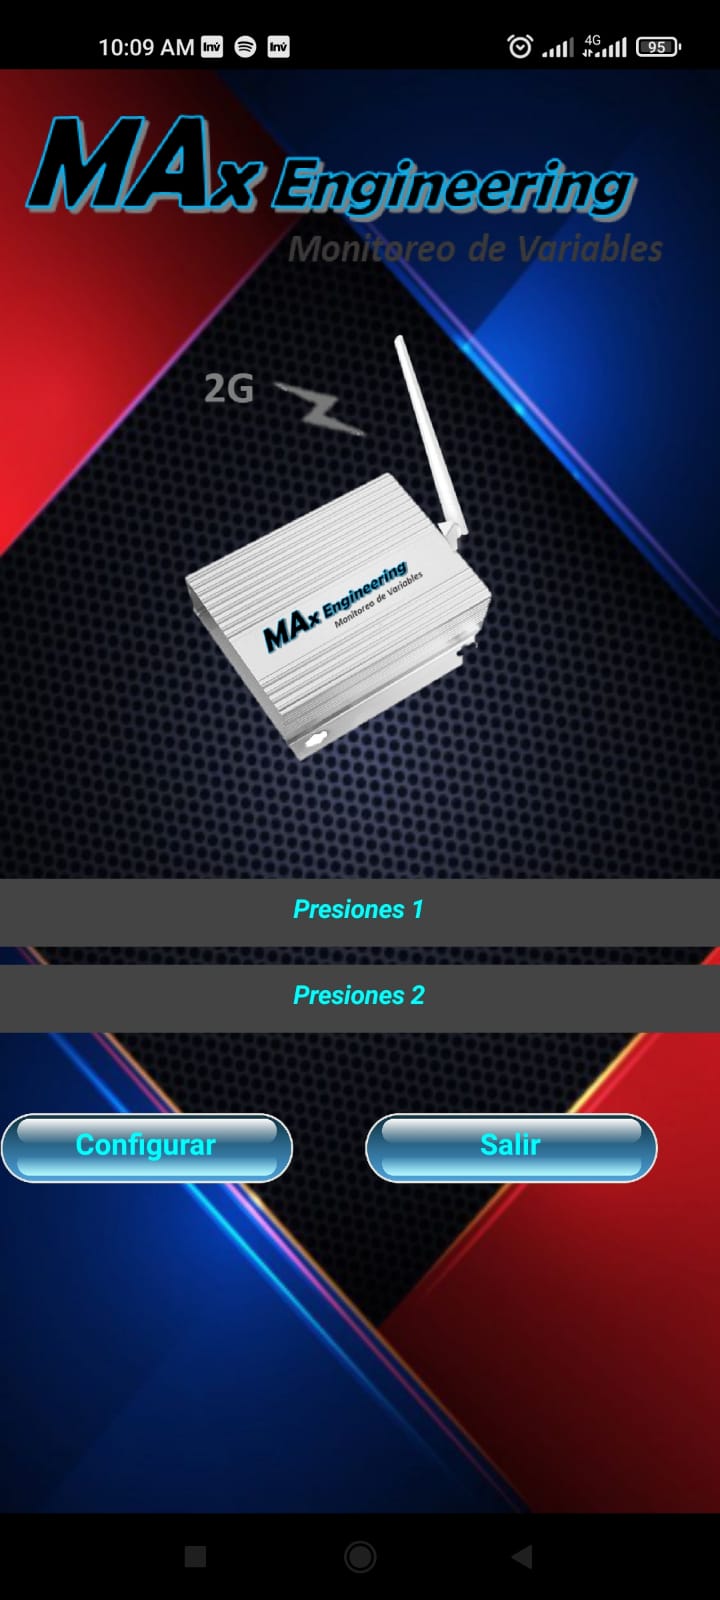 10:09 AM Inv Inv 4G 95
MAx Engineering
Monitoreo de Variables
2G
MAx Engineering
Monitoreo de Variables
Presiones 1
Presiones 2
Configurar Salir